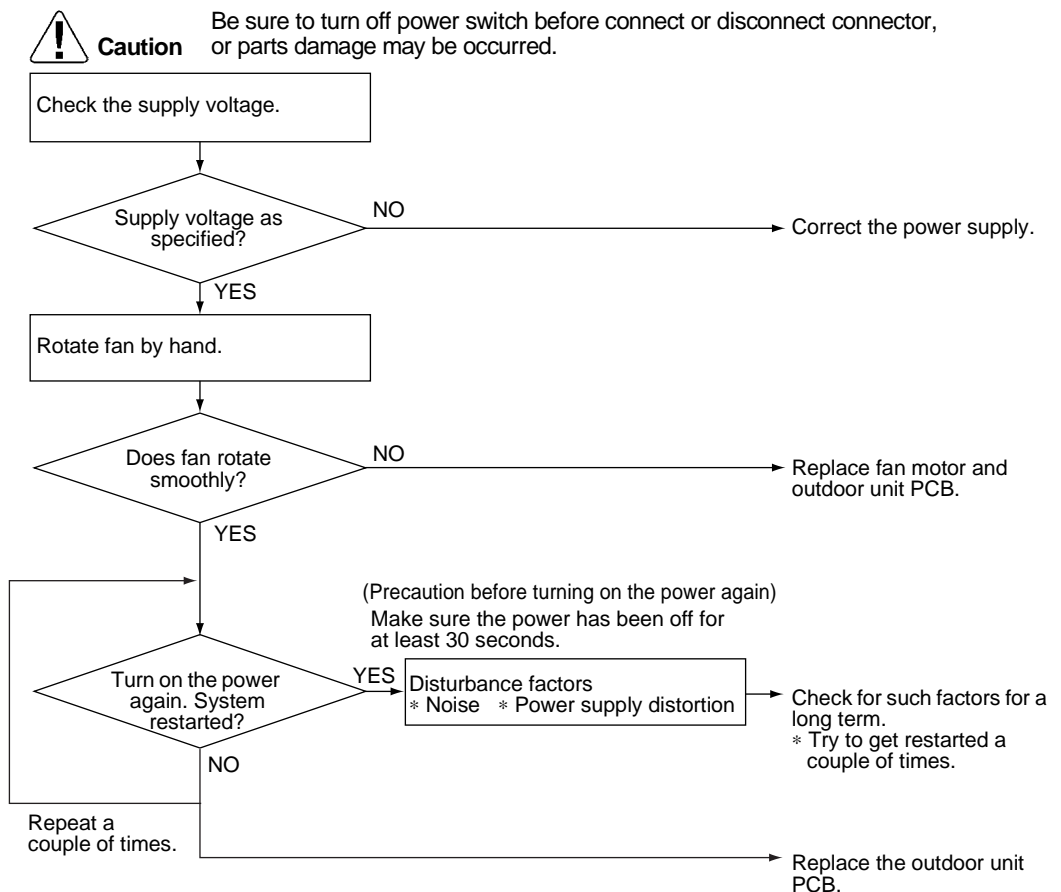 Be sure to turn off power switch before connect or disconnect connector,
Caution or parts damage may be occurred.
Check the supply voltage.
Supply voltage as
specified?
NO
Correct the power supply.
YES
Rotate fan by hand.
Does fan rotate
smoothly?
NO
Replace fan motor and
outdoor unit PCB.
YES
(Precaution before turning on the power again)
Make sure the power has been off for
at least 30 seconds.
Turn on the power
again. System
restarted?
YES
Disturbance factors
* Noise * Power supply distortion
Check for such factors for a
long term.
* Try to get restarted a
couple of times.
NO
Repeat a
couple of times.
Replace the outdoor unit
PCB.